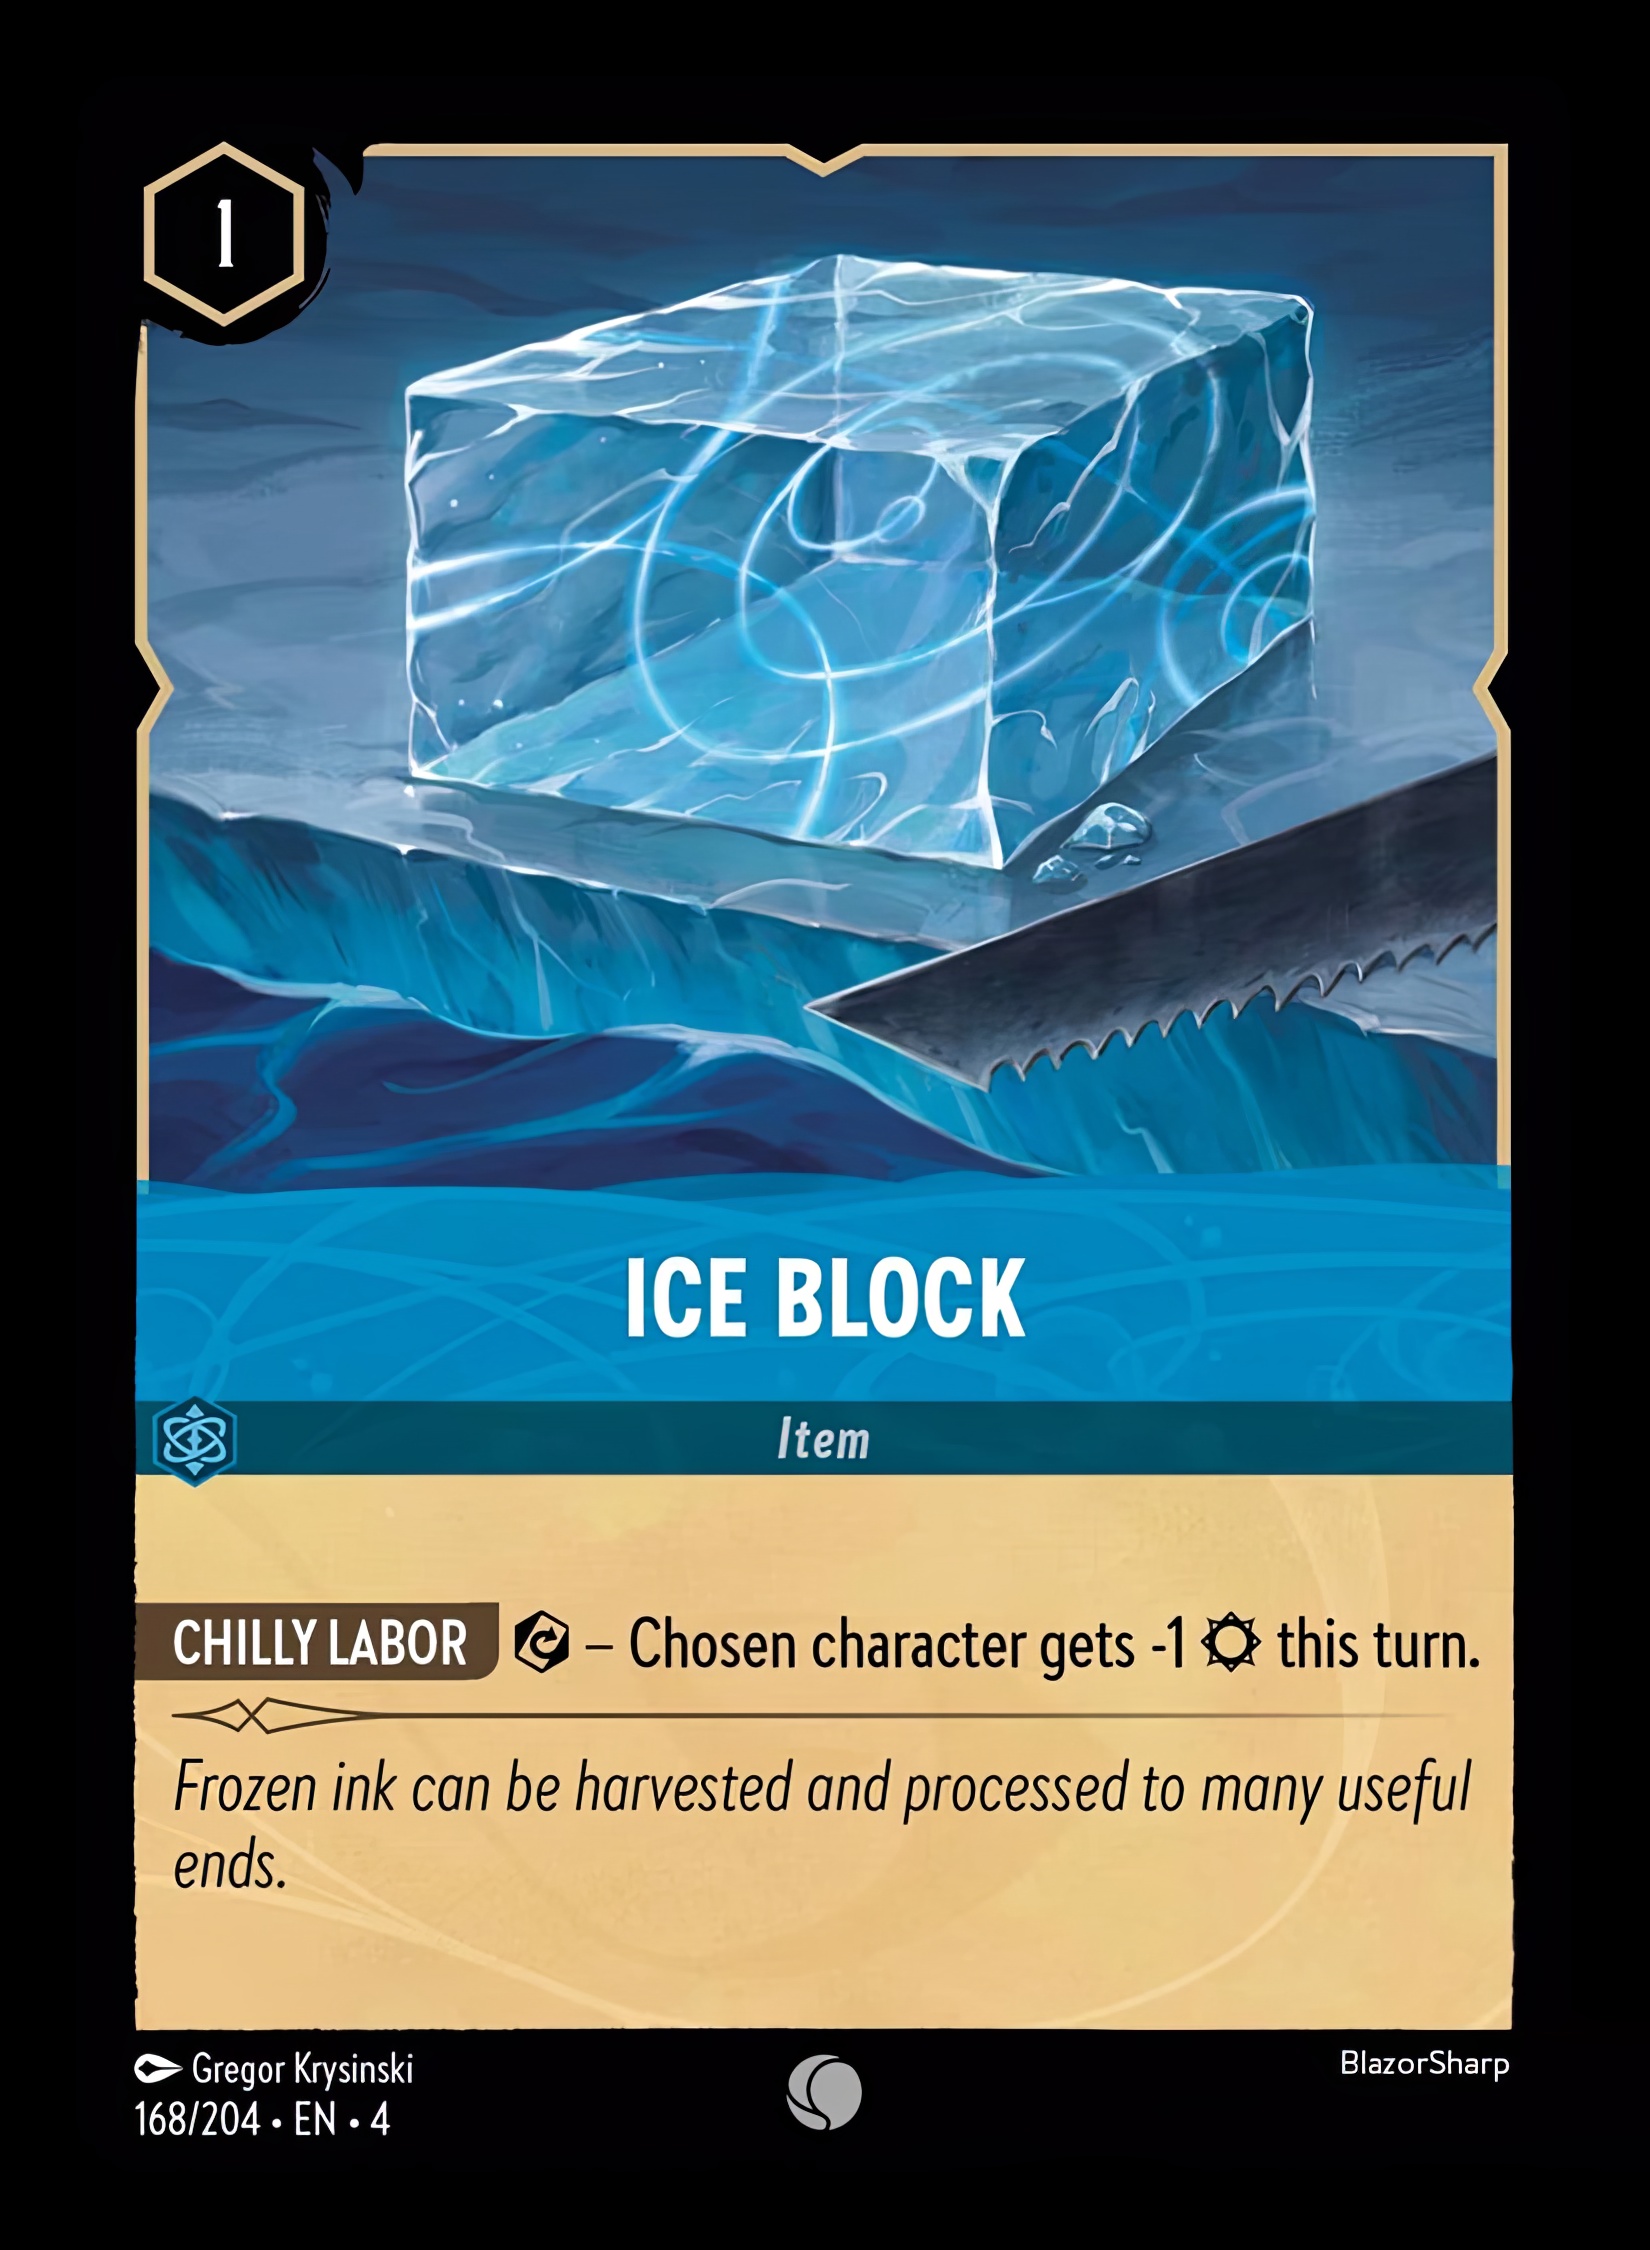 1
ICE BLOCK
Item
CHILLY LABOR – Chosen character gets -1 this turn.
Frozen ink can be harvested and processed to many useful
ends.
Gregor Krysinski
BlazorSharp
168/204 • EN • 4